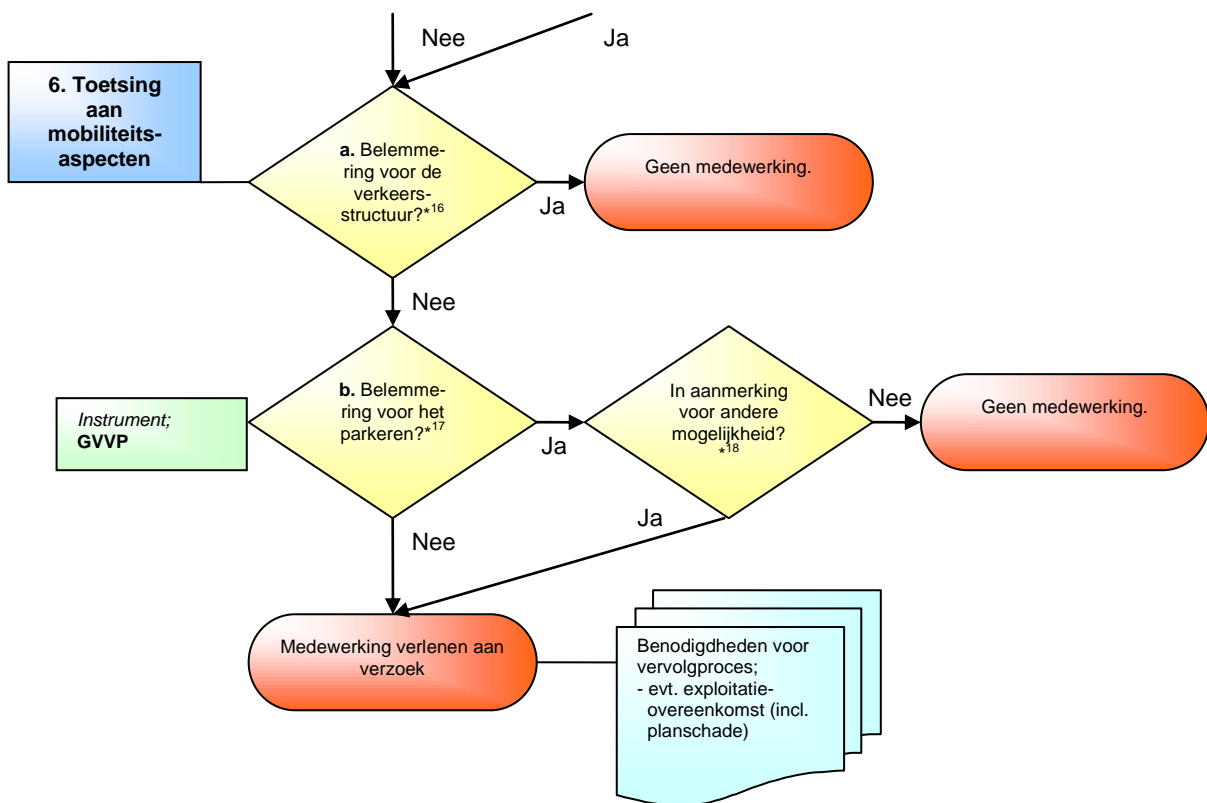 Nee
Ja
6. Toetsing
aan
mobiliteits-
aspecten
a. Belemme-
ring voor de
verkeers-
structuur?*16
Ja
Geen medewerking.
Nee
Instrument;
GVVP
b. Belemme-
ring voor het
parkeren?*17
Ja
In aanmerking
voor andere
mogelijkheid?
*18
Nee
Geen medewerking.
Nee
Ja
Medewerking verlenen aan
verzoek
Benodigdheden voor
vervolgproces;
- evt. exploitatie-
overeenkomst (incl.
planschade)